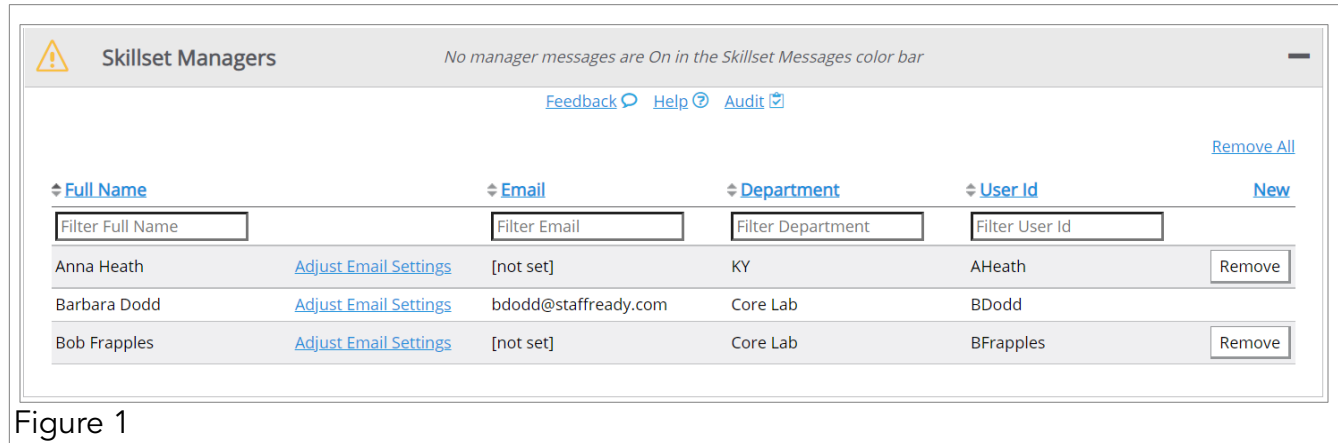 Skillset Managers No manager messages are On in the Skillset Messages color bar
Feedback Help Audit
Remove All
Full Name Email Department User Id New
Filter Full Name Filter Email Filter Department Filter User Id
Anna Heath Adjust Email Settings [not set] KY AHeath Remove
Barbara Dodd Adjust Email Settings bdodd@staffready.com Core Lab BDodd
Bob Frapples Adjust Email Settings [not set] Core Lab BFrapples Remove
Figure 1